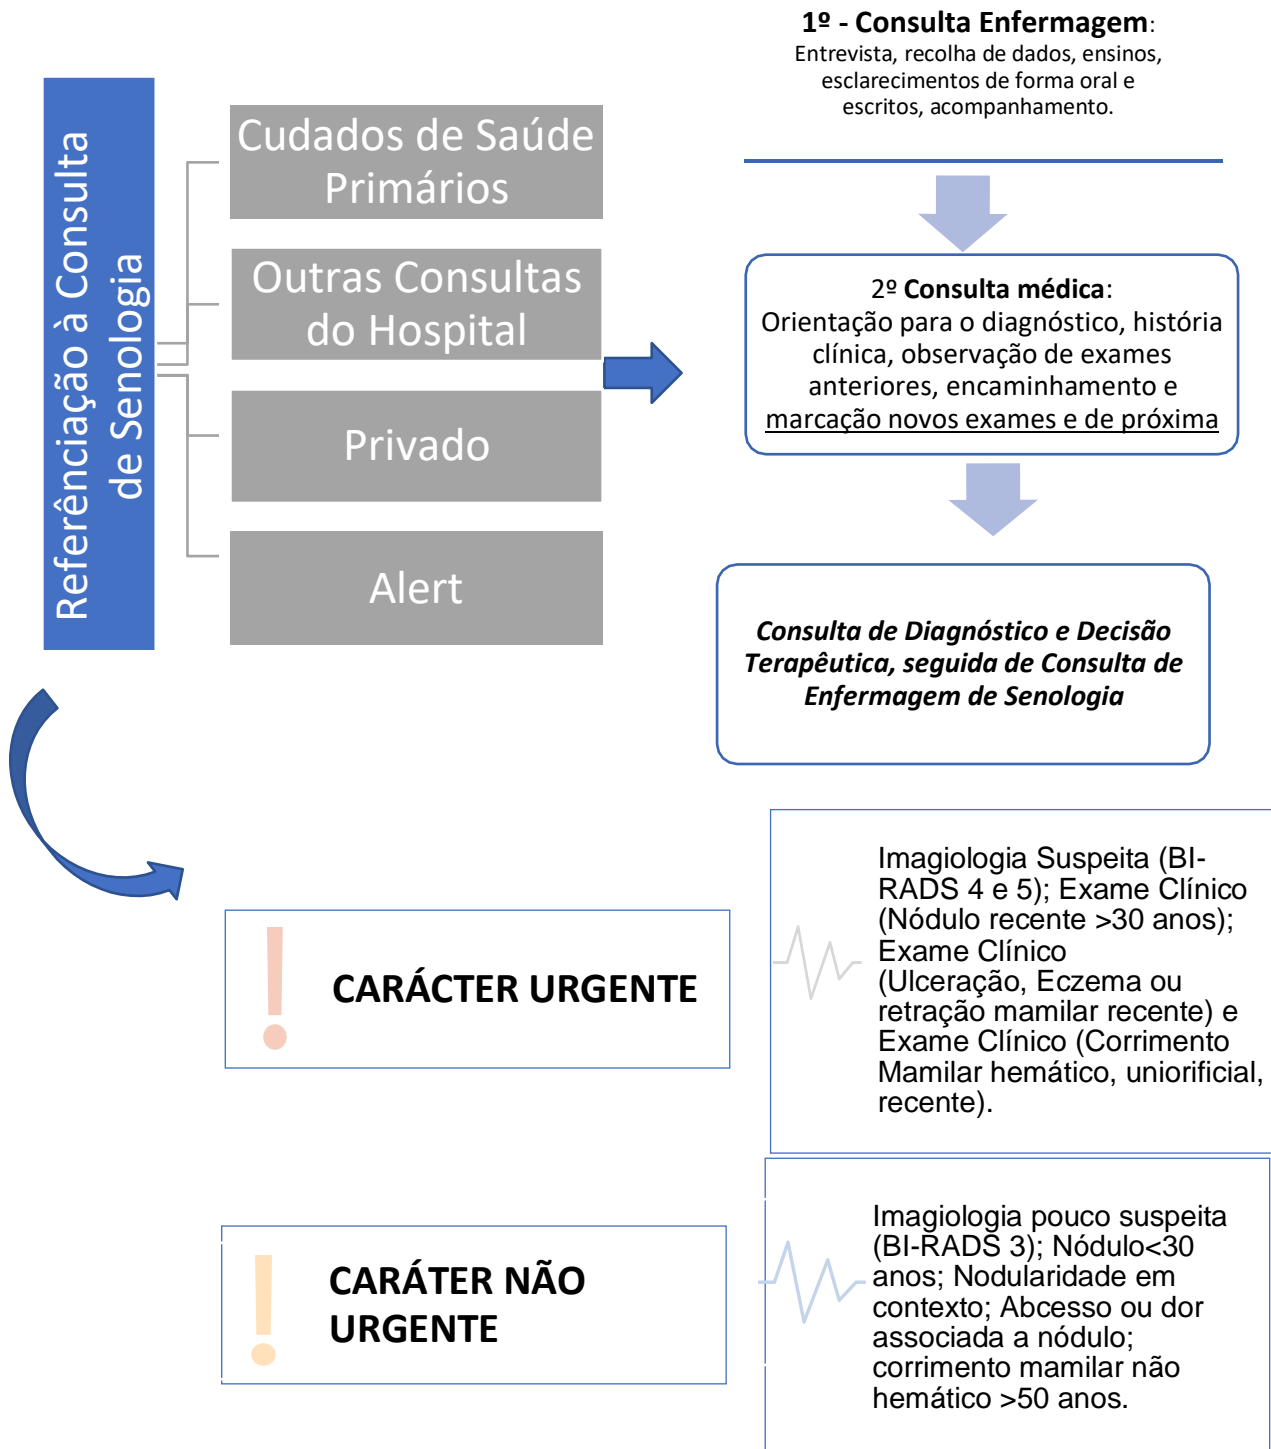 Referênciação à Consulta
de Senologia
Cudados de Saúde
Primários
Outras Consultas
do Hospital
Privado
Alert
1º - Consulta Enfermagem:
Entrevista, recolha de dados, ensinos,
esclarecimentos de forma oral e
escritos, acompanhamento.
2º Consulta médica:
Orientação para o diagnóstico, história
clínica, observação de exames
anteriores, encaminhamento e
marcação novos exames e de próxima
Consulta de Diagnóstico e Decisão
Terapêutica, seguida de Consulta de
Enfermagem de Senologia
! CARÁCTER URGENTE
Imagiologia Suspeita (BI-
RADS 4 e 5); Exame Clínico
(Nódulo recente >30 anos);
Exame Clínico
(Ulceração, Eczema ou
retração mamilar recente) e
Exame Clínico (Corrimento
Mamilar hemático, uniorificial,
recente).
! CARÁTER NÃO
URGENTE
Imagiologia pouco suspeita
(BI-RADS 3); Nódulo<30
anos; Nodularidade em
contexto; Abcesso ou dor
associada a nódulo;
corrimento mamilar não
hemático >50 anos.